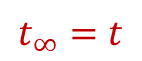 t∞ = t